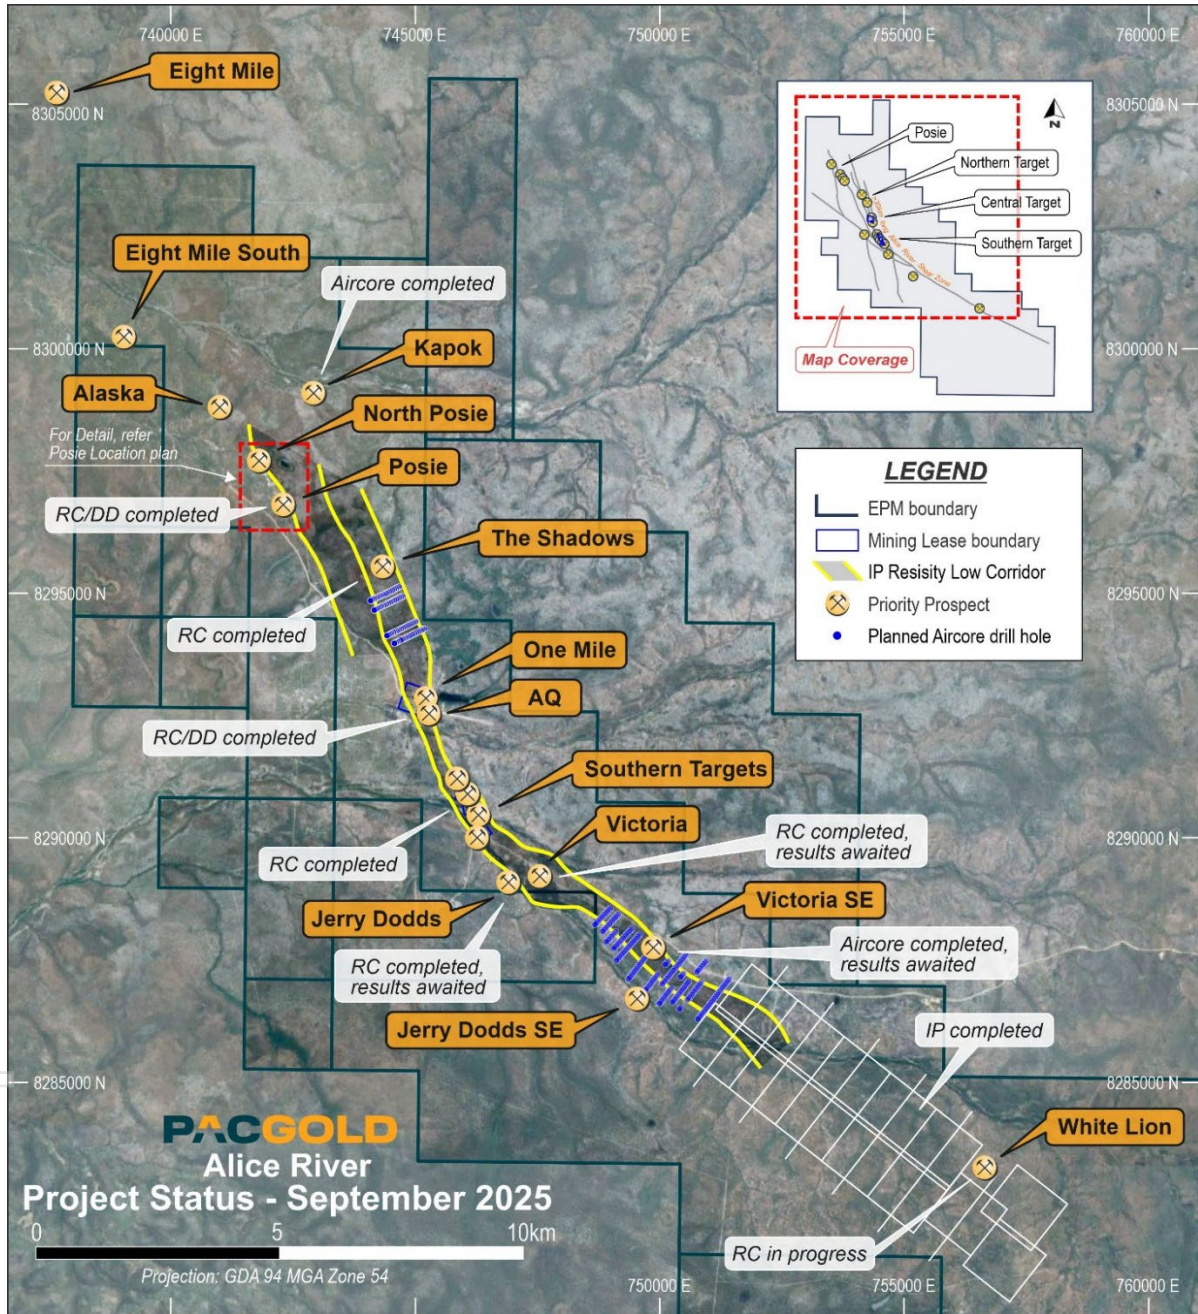 740000 E
745000 E
750000 E
755000 E
760000 E
Eight Mile
8305000 N
8305000 N
Posie
Northern Target
Central Target
Southern Target
N
Map Coverage
Eight Mile South
Aircore completed
8300000 N
8300000 N
Kapok
Alaska
North Posie
For Detail, refer
Posie Location plan
Posie
RC/DD completed
LEGEND
EPM boundary
Mining Lease boundary
IP Resisity Low Corridor
Priority Prospect
Planned Aircore drill hole
The Shadows
8295000 N
8295000 N
RC completed
One Mile
AQ
RC/DD completed
Southern Targets
Victoria
8290000 N
8290000 N
RC completed
RC completed,
results awaited
Victoria SE
Jerry Dodds
RC completed,
results awaited
Aircore completed,
results awaited
Jerry Dodds SE
IP completed
8285000 N
8285000 N
White Lion
PACGOLD
Alice River
Project Status - September 2025
0 5 10km
RC in progress
Projection: GDA 94 MGA Zone 54
750000 E
755000 E
760000 E